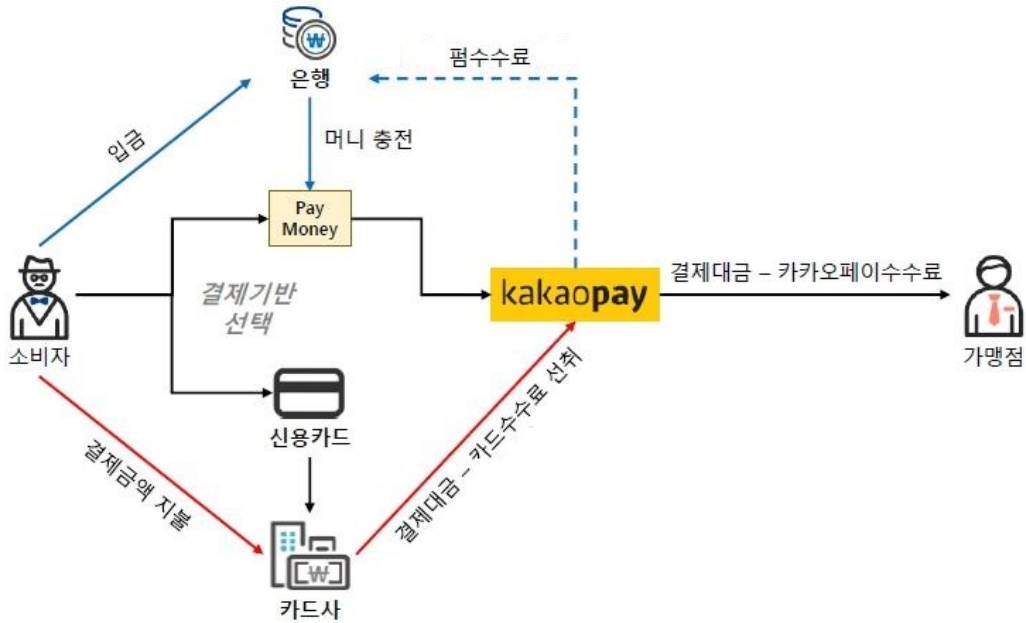 ₩
은행
펌수수료
입금
머니 충전
Pay
Money
결제기반
선택
kakaopay
결제대금 – 카카오페이수수료
소비자
가맹점
신용카드
결제금액 지불
결제대금 – 카드수수료 선취
₩
카드사